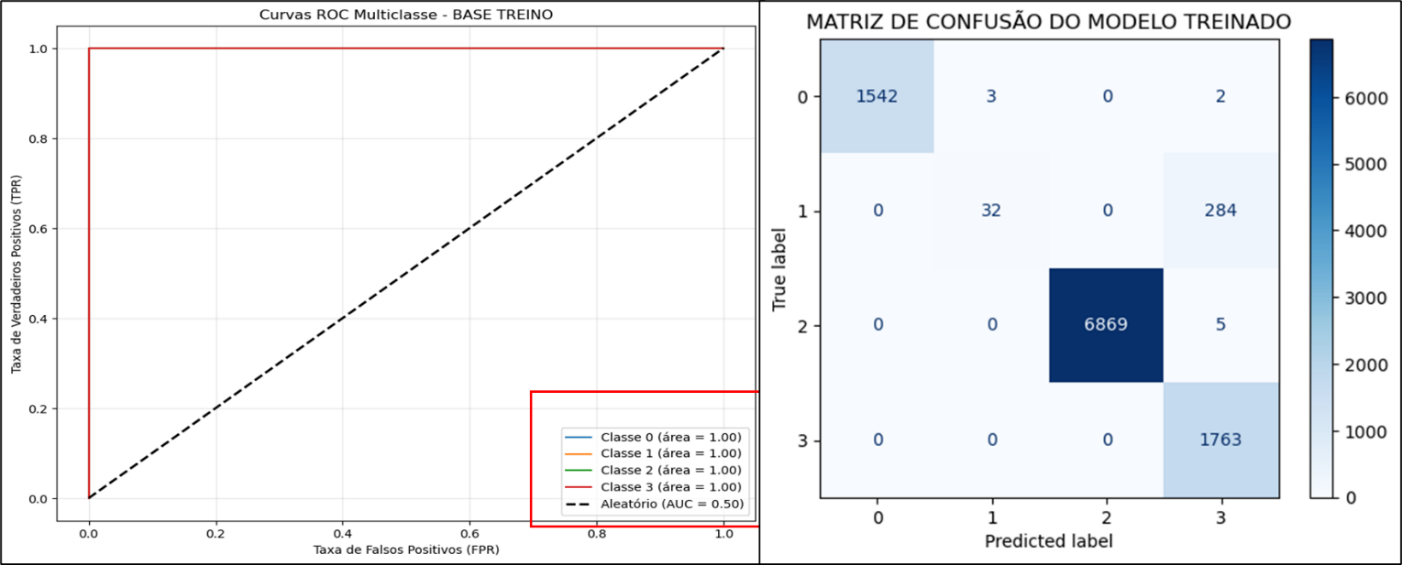 Curvas ROC Multiclasse - BASE TREINO
Taxa de Verdadeiros Positivos (TPR)
1.0
0.8
0.6
0.4
0.2
0.0
0.0 0.2 0.4 0.6 0.8 1.0
Taxa de Falsos Positivos (FPR)
Classe 0 (área = 1.00)
Classe 1 (área = 1.00)
Classe 2 (área = 1.00)
Classe 3 (área = 1.00)
Aleatório (AUC = 0.50)
MATRIZ DE CONFUSÃO DO MODELO TREINADO
True label
0 1542 3 0 2
1 0 32 0 284
2 0 0 6869 5
3 0 0 0 1763
0 1 2 3
Predicted label
6000
5000
4000
3000
2000
1000
0